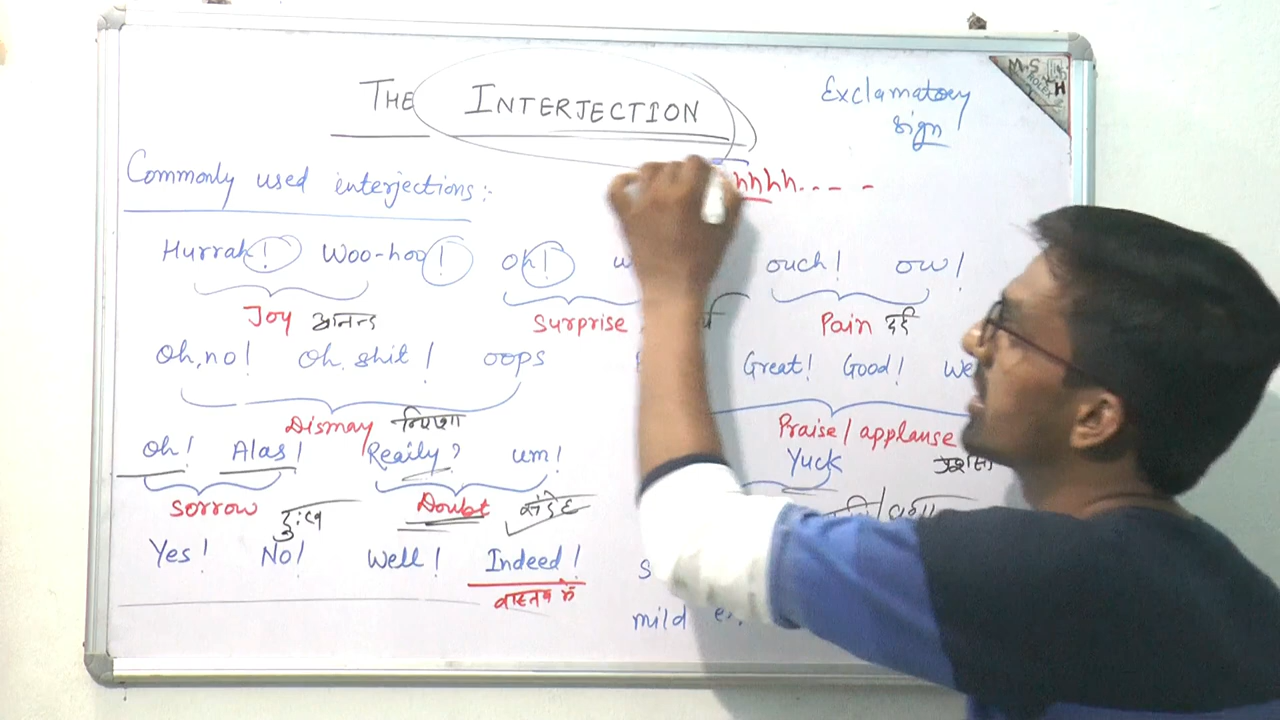 THE INTERJECTION
Exclamatory
sign
Commonly used interjections:
hhhh...
Hurrah! Woo-hoo! oh! ouch! ow!
Joy आनन्द Surprise Pain दर्द
Oh, no! Oh, shit! oops Great! Good! We
Dismay निराशा Praise/applause प्रशंसा
oh! Alas! Really? um! Yuck
Sorrow दुःख Doubt संदेह
Yes! No! Well! Indeed!
वास्तव में
mild